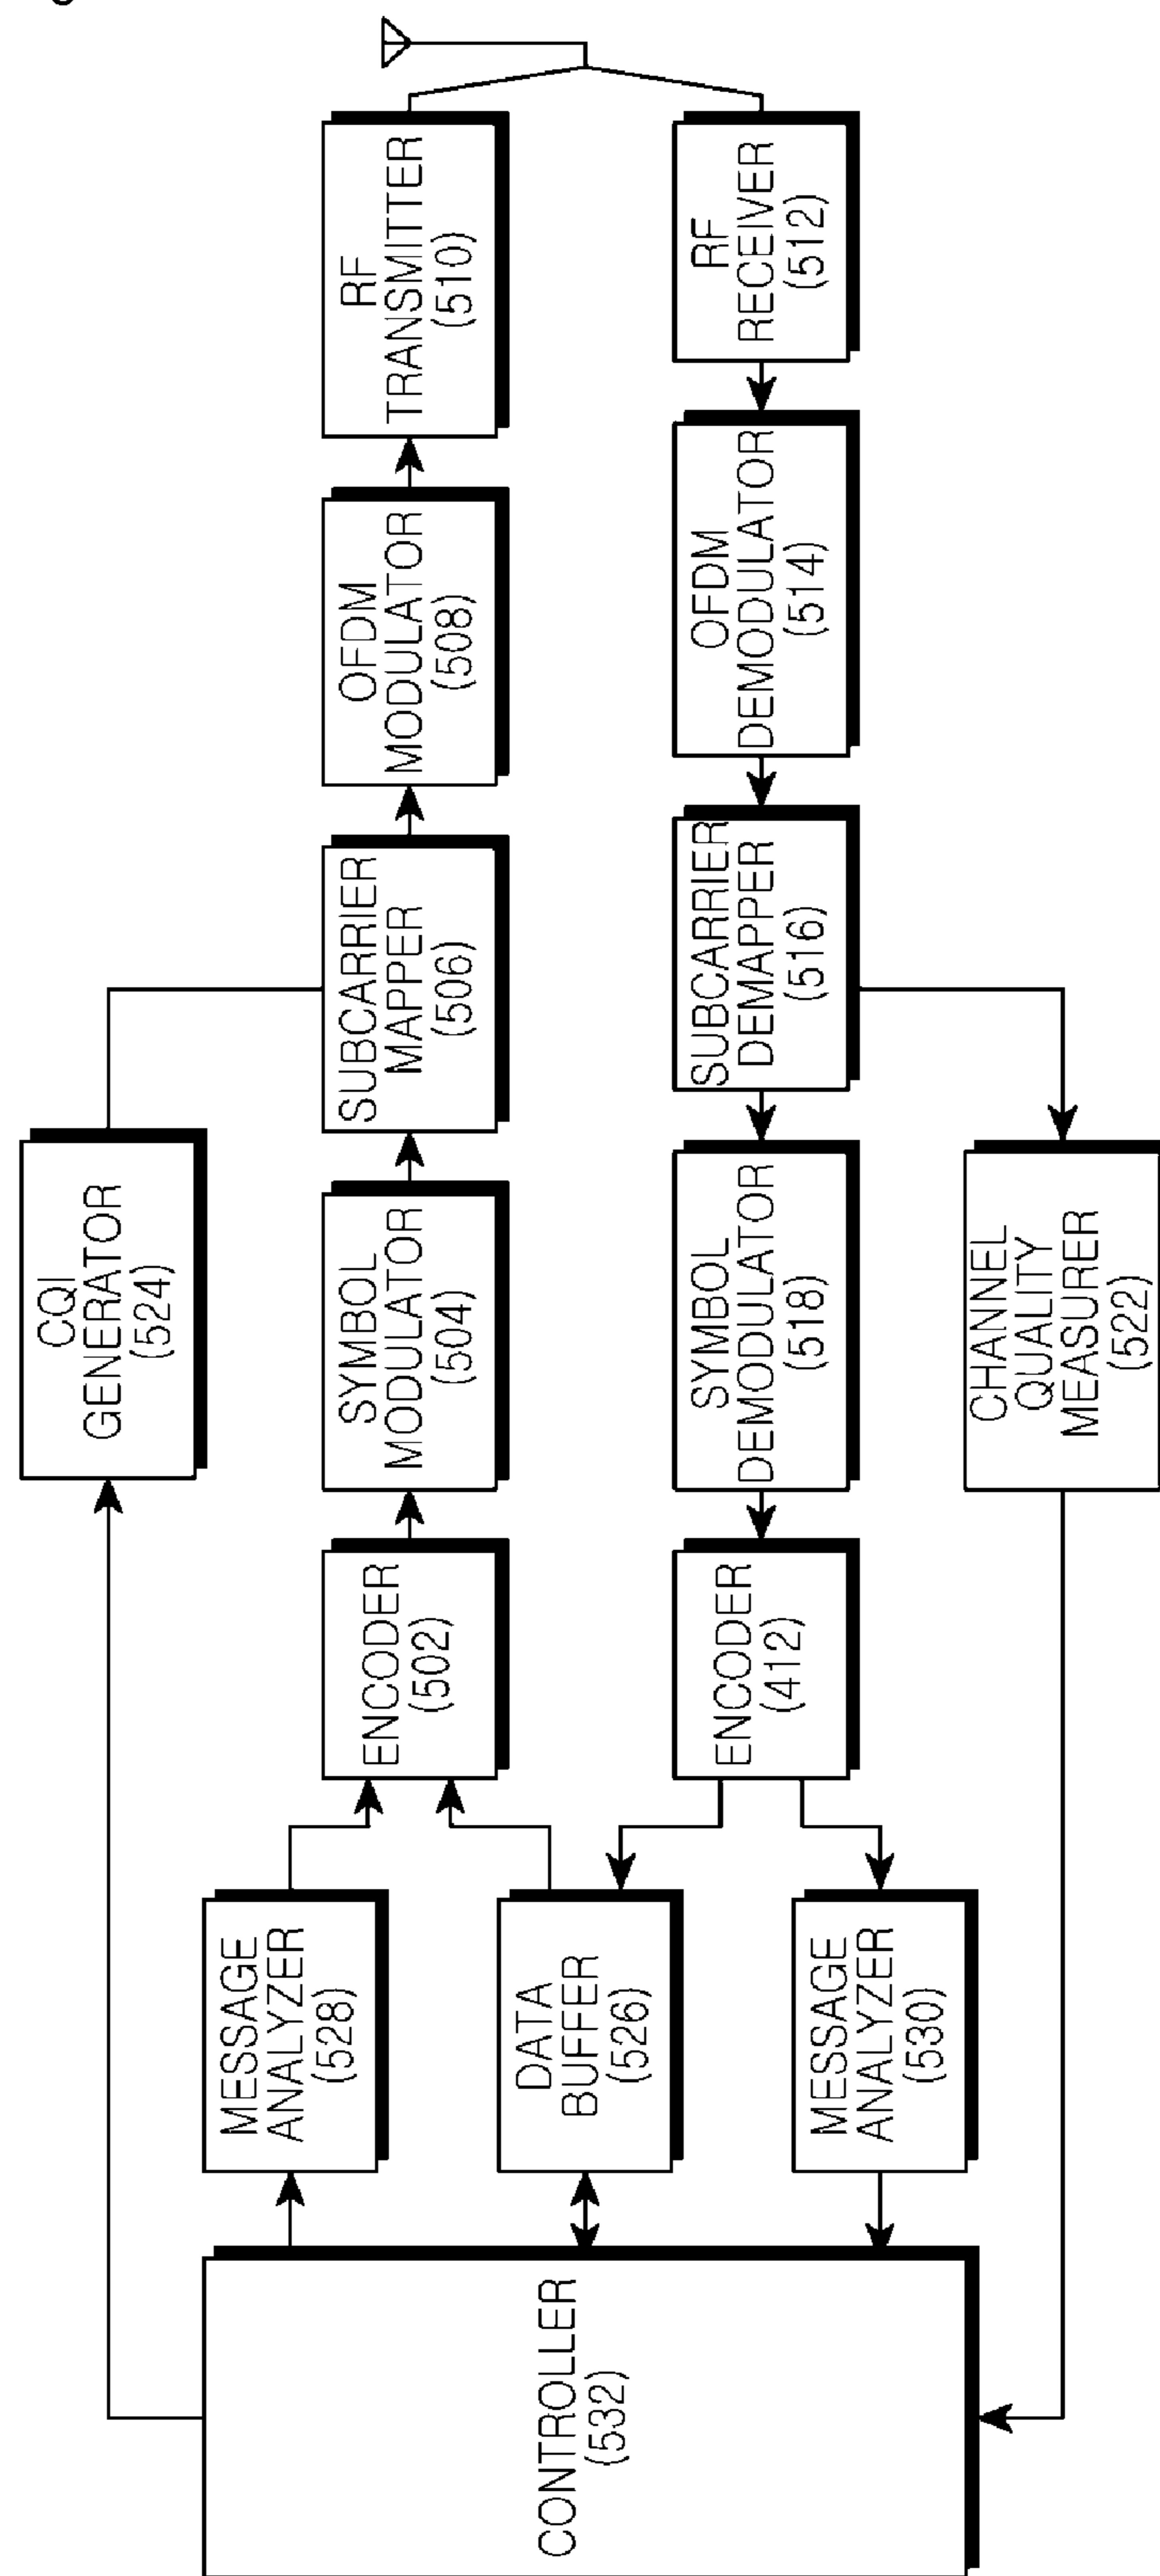 CQI
GENERATOR
(524)
MESSAGE
ANALYZER
(528)
ENCODER
(502)
SYMBOL
MODULATOR
(504)
SUBCARRIER
MAPPER
(506)
OFDM
MODULATOR
(508)
RF
TRANSMITTER
(510)
CONTROLLER
(532)
DATA
BUFFER
(526)
MESSAGE
ANALYZER
(530)
ENCODER
(412)
SYMBOL
DEMODULATOR
(518)
SUBCARRIER
DEMAPPER
(516)
OFDM
DEMODULATOR
(514)
RF
RECEIVER
(512)
CHANNEL
QUALITY
MEASURER
(522)